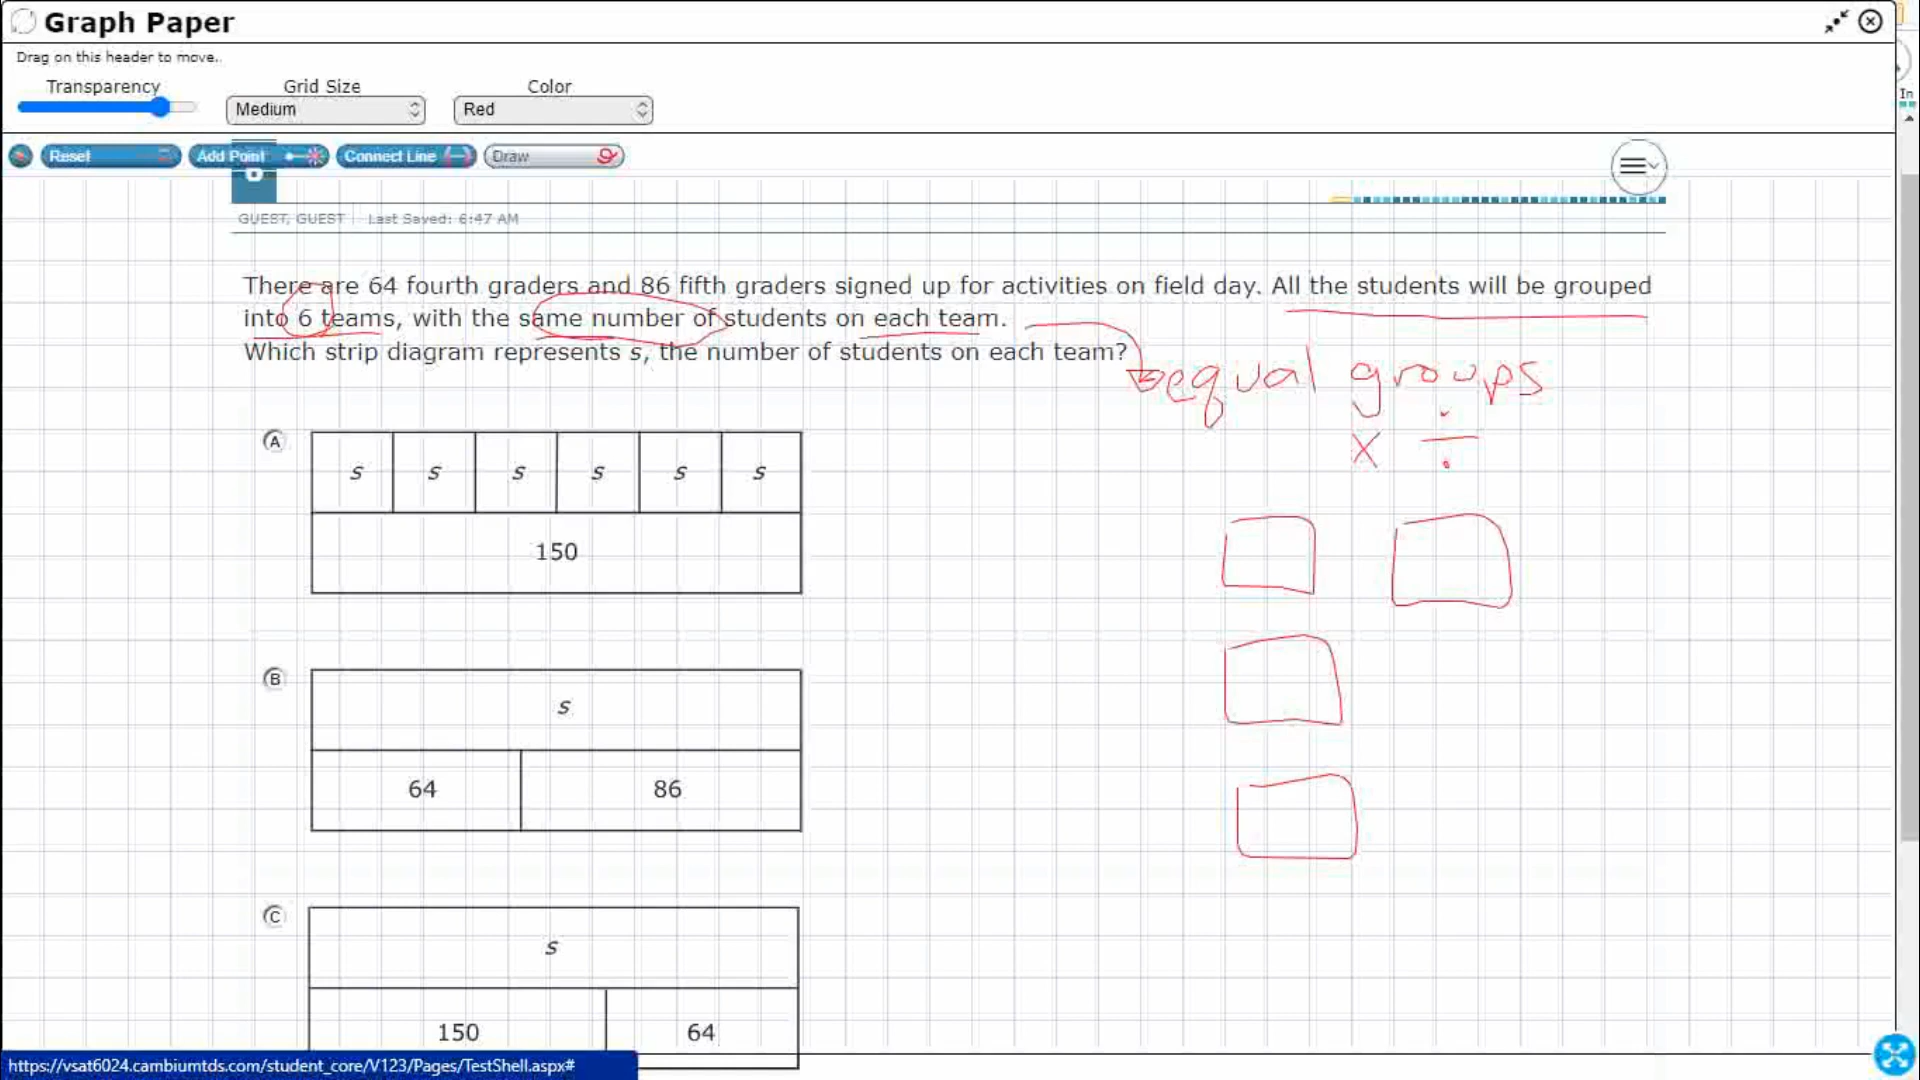 Graph Paper
Drag on this header to move..
Transparency Grid Size Color
Medium Red
Reset Add Point Connect Line Draw
In
GUEST, GUEST Last Saved: 6:47 AM
There are 64 fourth graders and 86 fifth graders signed up for activities on field day. All the students will be grouped
into 6 teams, with the same number of students on each team.
Which strip diagram represents s, the number of students on each team?
equal groups
x ÷
A
s s s s s s
150
B
s
64 86
C
s
150 64
https://vsat6024.cambiumtds.com/student_core/V123/Pages/TestShell.aspx#